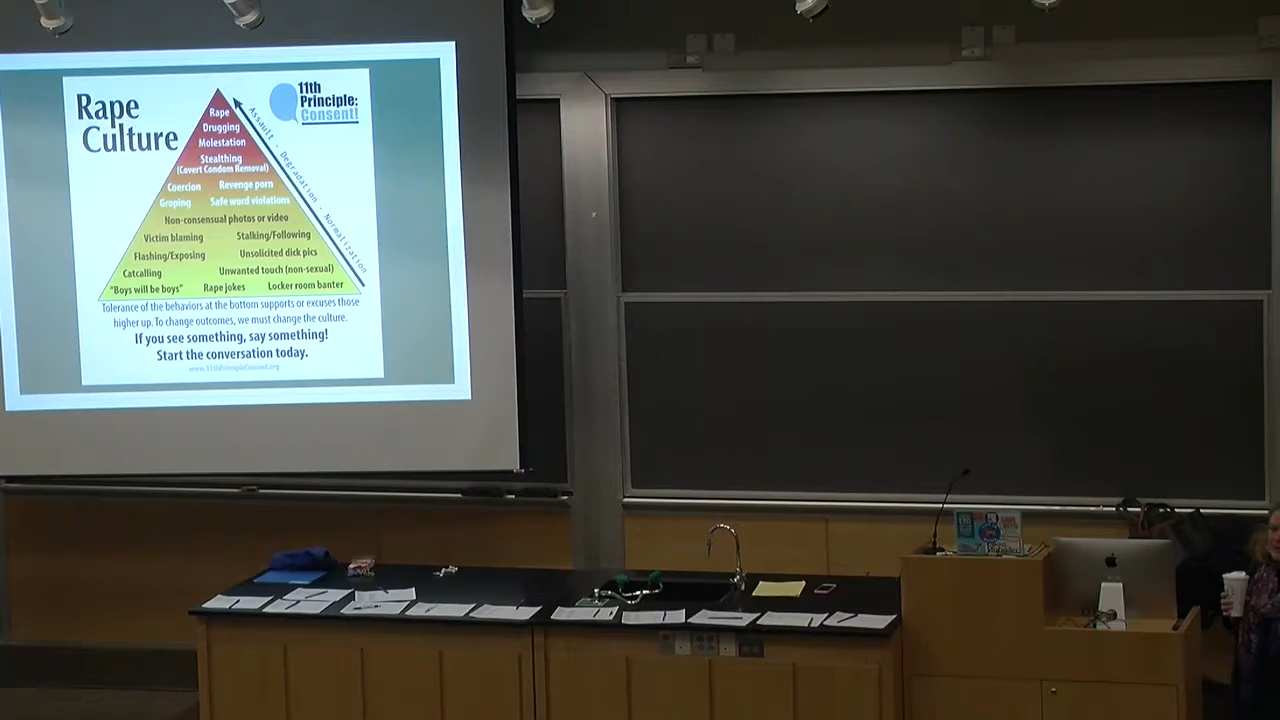 Rape
Culture
11th
Principle:
Consent!
Assault - Degradation - Normalization
Rape
Drugging
Molestation
Stealthing
(Covert Condom Removal)
Coercion Revenge porn
Groping Safe word violations
Non-consensual photos or video
Victim blaming Stalking/Following
Flashing/Exposing Unsolicited dick pics
Catcalling Unwanted touch (non-sexual)
"Boys will be boys" Rape jokes Locker room banter
Tolerance of the behaviors at the bottom supports or excuses those
higher up. To change outcomes, we must change the culture.
If you see something, say something!
Start the conversation today.
www.11thPrincipleConsent.org